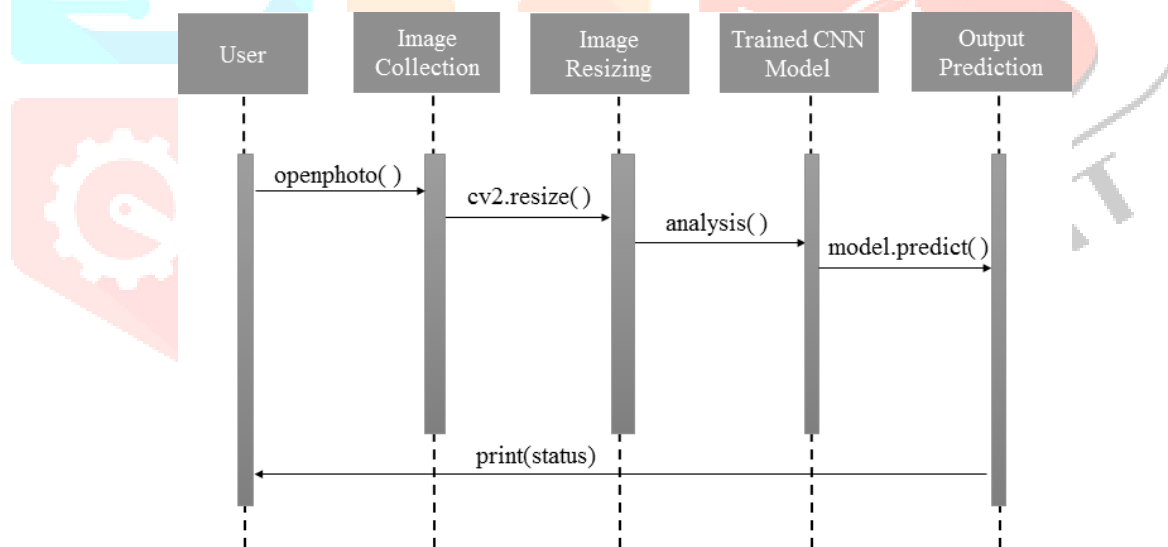 User
Image
Collection
Image
Resizing
Trained CNN
Model
Output
Prediction
openphoto( )
cv2.resize( )
analysis( )
model.predict( )
print(status)